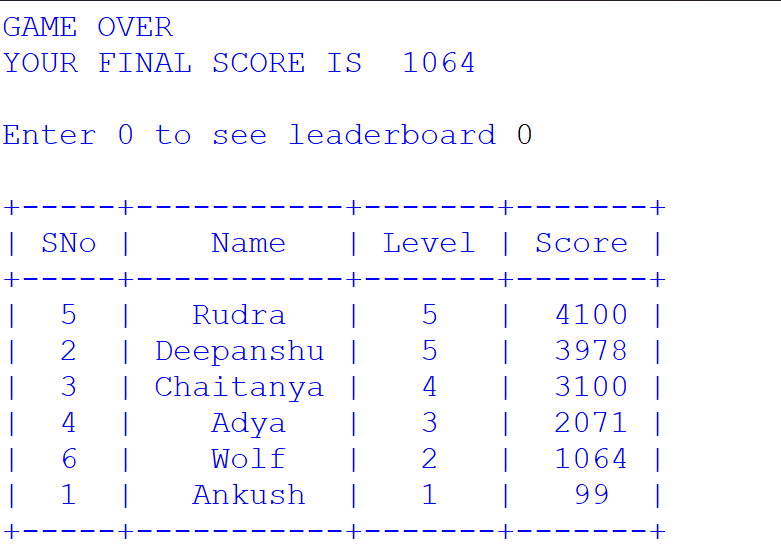 GAME OVER
YOUR FINAL SCORE IS  1064
Enter 0 to see leaderboard 0
+-----+-----------+-------+-------+
| SNo |    Name   | Level | Score |
+-----+-----------+-------+-------+
|  5  |   Rudra   |   5   |  4100 |
|  2  | Deepanshu |   5   |  3978 |
|  3  | Chaitanya |   4   |  3100 |
|  4  |    Adya   |   3   |  2071 |
|  6  |    Wolf   |   2   |  1064 |
|  1  |   Ankush  |   1   |   99  |
+-----+-----------+-------+-------+